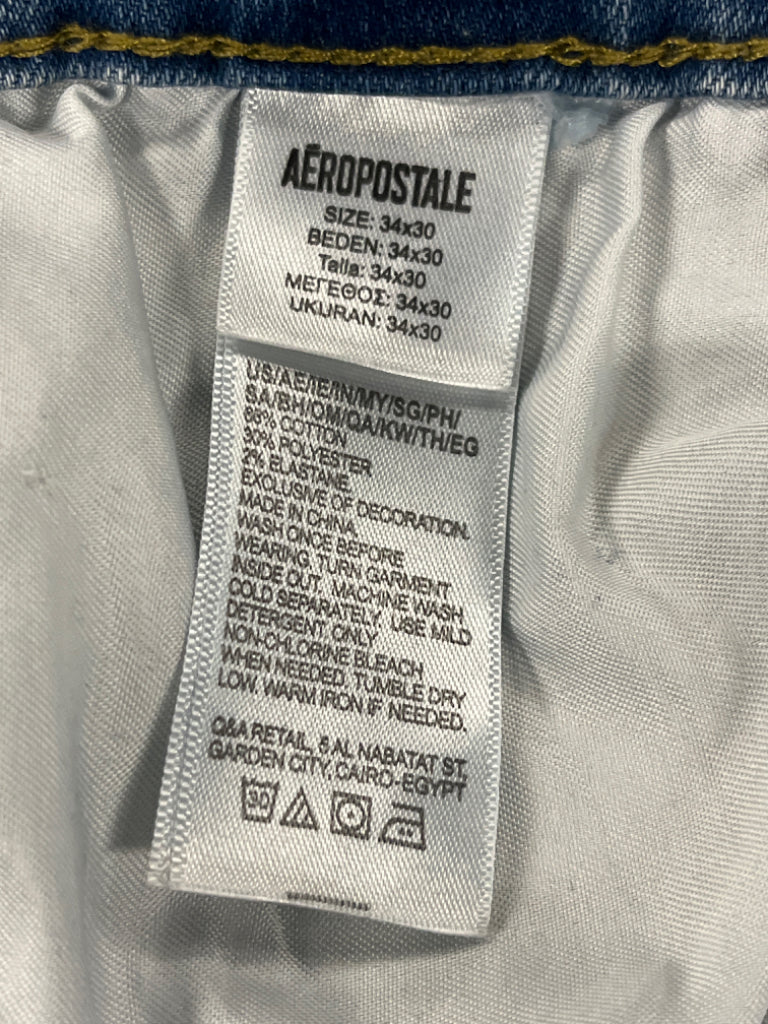 AÉROPOSTALE
SIZE: 34x30
BEDEN: 34x30
Talla: 34x30
ΜΕΓΕΘΟΣ: 34x30
UKURAN: 34x30
US/AE/IE/IN/MY/SG/PH/
SA/BH/OM/QA/KW/TH/EG
68% COTTON
30% POLYESTER
2% ELASTANE
EXCLUSIVE OF DECORATION.
MADE IN CHINA
WASH ONCE BEFORE
WEARING. TURN GARMENT
INSIDE OUT. MACHINE WASH
COLD SEPARATELY. USE MILD
DETERGENT ONLY.
NON-CHLORINE BLEACH
WHEN NEEDED. TUMBLE DRY
LOW. WARM IRON IF NEEDED.
Q&A RETAIL, 5 AL NABATAT ST.
GARDEN CITY, CAIRO-EGYPT
30